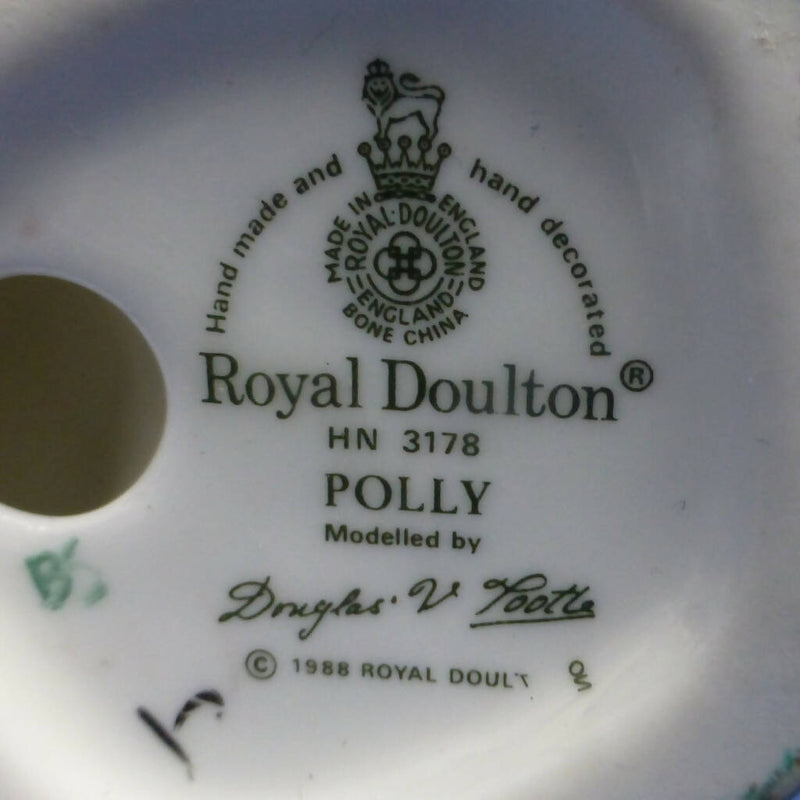 Hand made and hand decorated
MADE IN ENGLAND
ROYAL·DOULTON
ENGLAND
BONE CHINA
Royal Doulton®
HN 3178
POLLY
Modelled by
Douglas. V Tootle
© 1988 ROYAL DOULT